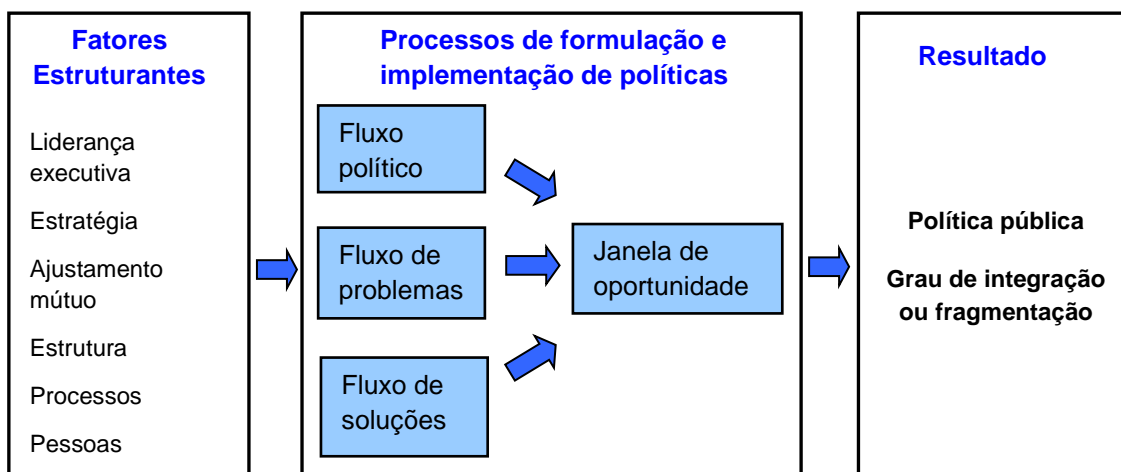 Fatores
Estruturantes
Liderança
executiva
Estratégia
Ajustamento
mútuo
Estrutura
Processos
Pessoas
Processos de formulação e
implementação de políticas
Fluxo
político
Fluxo de
problemas
Fluxo de
soluções
Janela de
oportunidade
Resultado
Política pública
Grau de integração
ou fragmentação